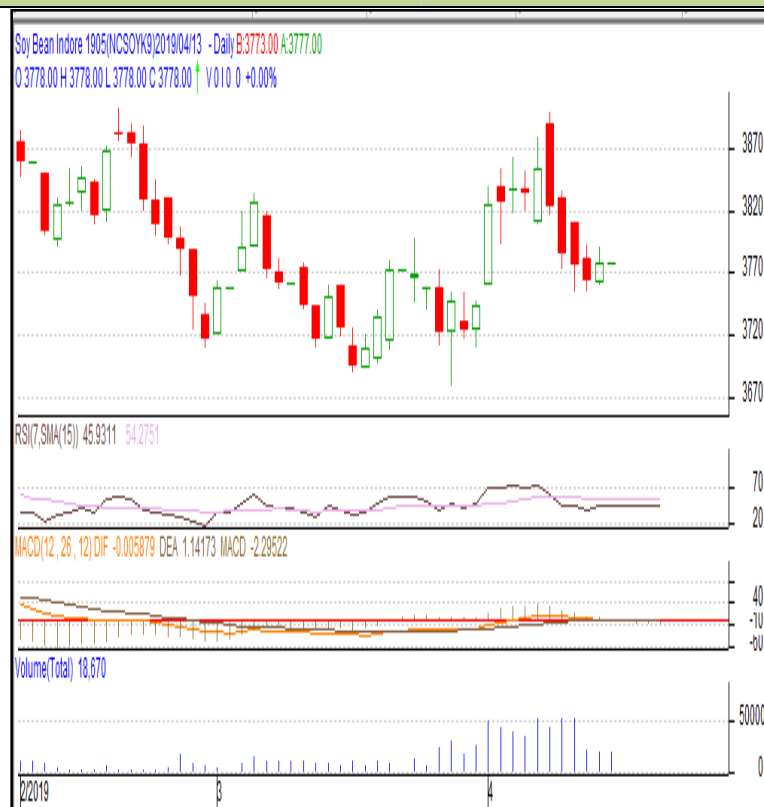 Soy Bean Indore 1905(NCSOYK9)2019/04/13 - Daily B:3773.00 A:3777.00
O 3778.00 H 3778.00 L 3778.00 C 3778.00 V 0 I 0 0 +0.00%
3870
3820
3770
3720
3670
RSI(7,SMA(15)) 45.9311 54.2751
70
20
MACD(12 , 26 , 12) DIF -0.005879 DEA 1.14173 MACD -2.29522
40
-10
-60
Volume(Total) 18,670
50000
0
2/2019 3 4